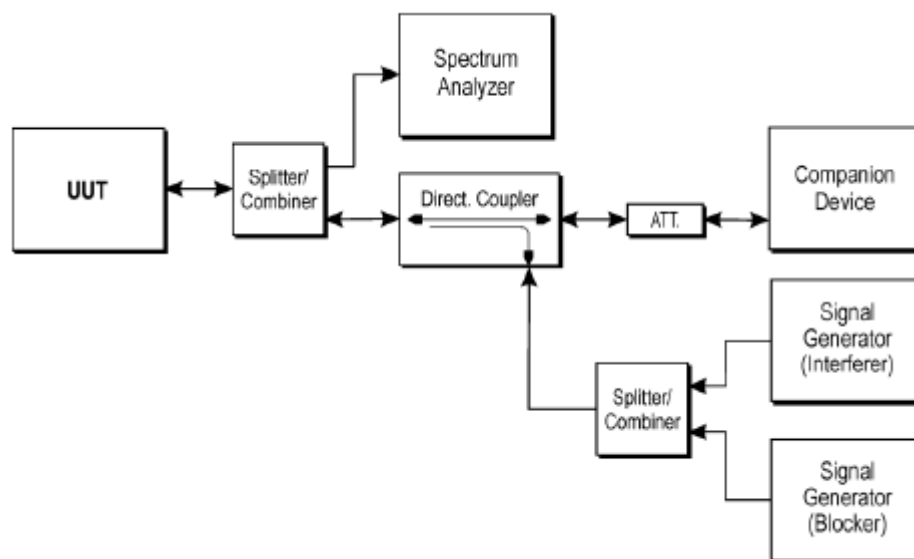 Spectrum
Analyzer
UUT
Splitter/
Combiner
Direct. Coupler
ATT.
Companion
Device
Signal
Generator
(Interferer)
Splitter/
Combiner
Signal
Generator
(Blocker)